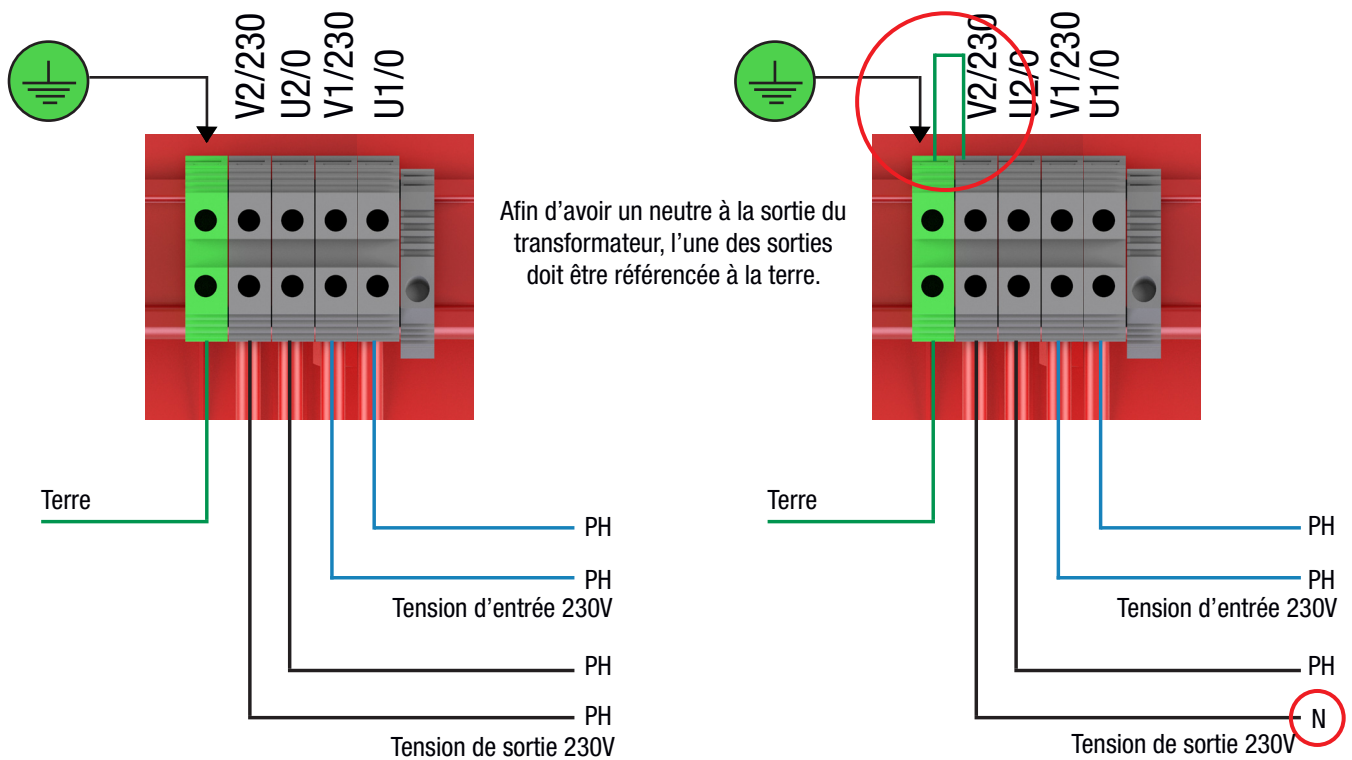 V2/230
U2/0
V1/230
U1/0
Terre
PH
PH
Tension d'entrée 230V
PH
PH
Tension de sortie 230V
Afin d'avoir un neutre à la sortie du
transformateur, l'une des sorties
doit être référencée à la terre.
V2/230
U2/0
V1/230
U1/0
Terre
PH
PH
Tension d'entrée 230V
PH
N
Tension de sortie 230V